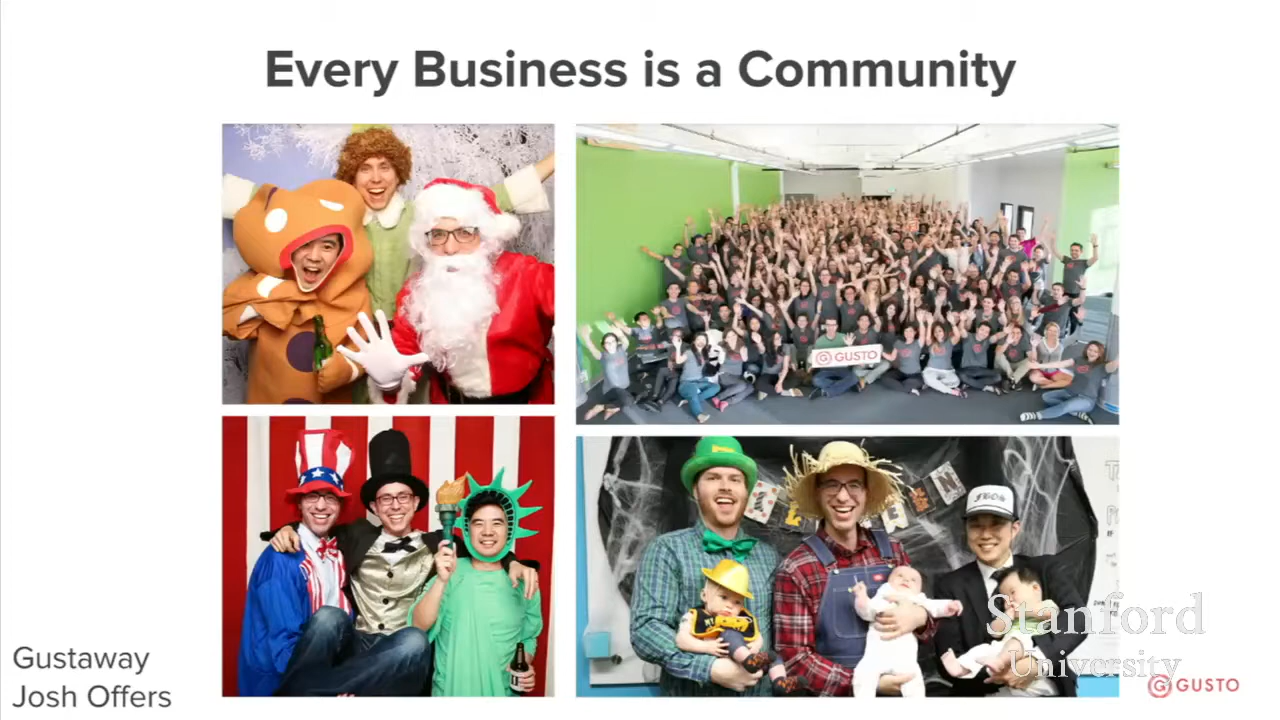 Every Business is a Community
GUSTO
Gustaway
Josh Offers
Stanford
University
GUSTO